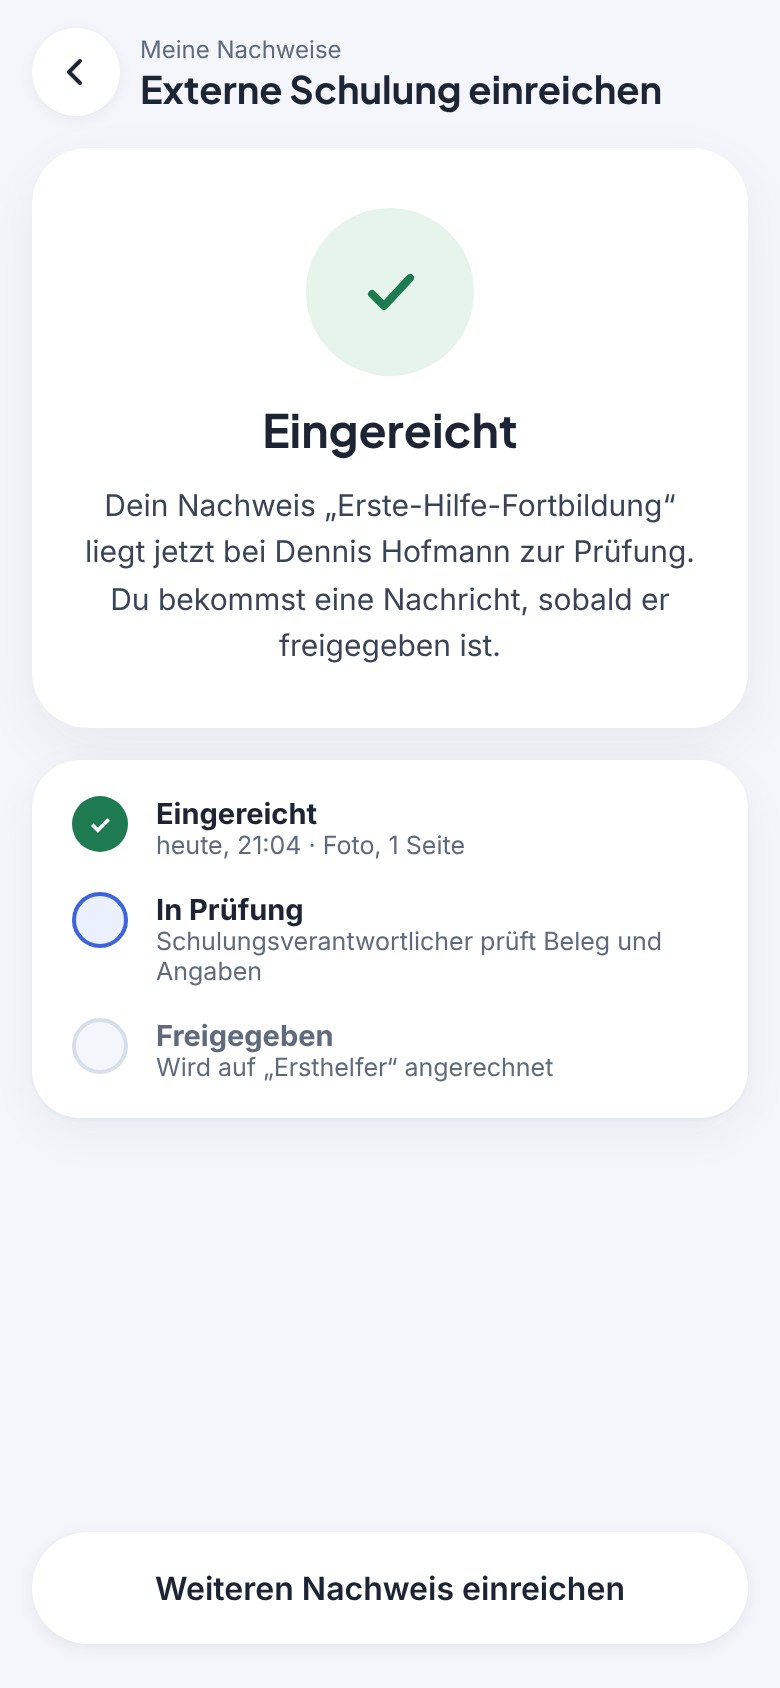 Meine Nachweise
Externe Schulung einreichen
Eingereicht
Dein Nachweis „Erste-Hilfe-Fortbildung“
liegt jetzt bei Dennis Hofmann zur Prüfung.
Du bekommst eine Nachricht, sobald er
freigegeben ist.
Eingereicht
heute, 21:04 · Foto, 1 Seite
In Prüfung
Schulungsverantwortlicher prüft Beleg und
Angaben
Freigegeben
Wird auf „Ersthelfer“ angerechnet
Weiteren Nachweis einreichen